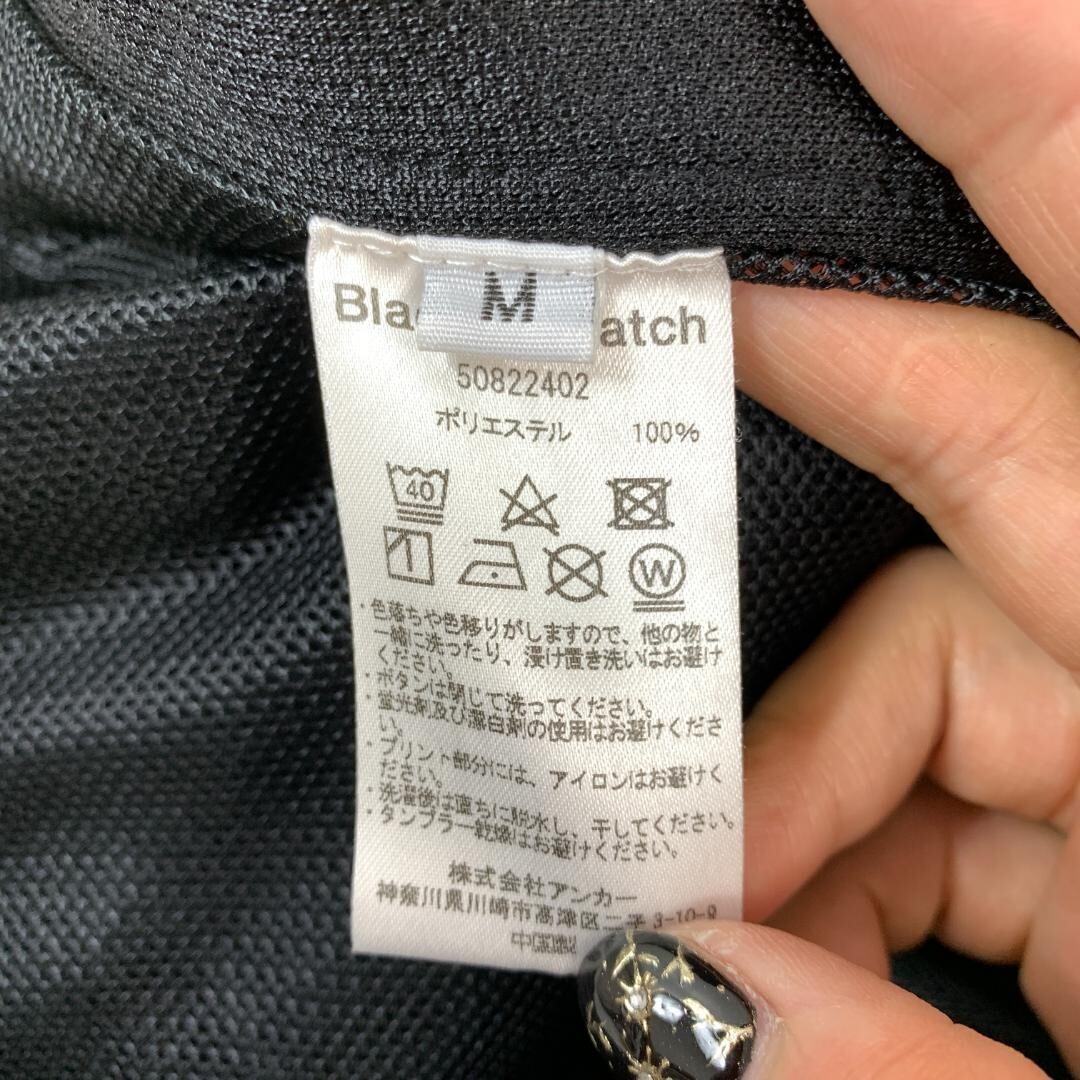 M
Bla atch
50822402
ポリエステル 100%
40
W
・色落ちや色移りがしますので、他の物と
一緒に洗ったり、浸け置き洗いはお避け
ください。
・ボタンは閉じて洗ってください。
・蛍光剤及び漂白剤の使用はお避けくださ
い。
・プリント部分には、アイロンはお避けく
ださい。
・洗濯後は直ちに脱水し、干してください。
・タンブラー乾燥はお避けください。
株式会社アンカー
神奈川県川崎市高津区二子 3-10-9
中国製